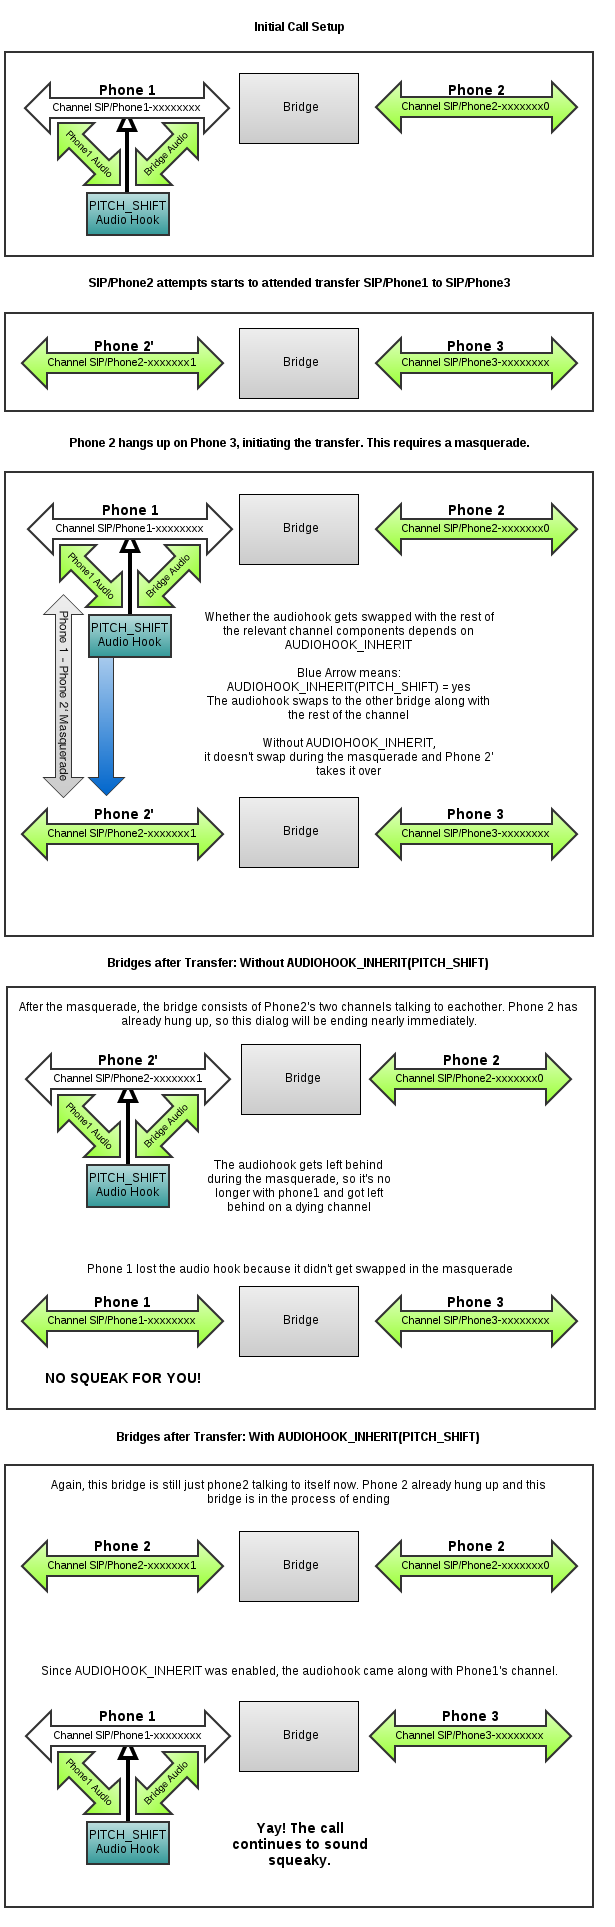 Initial Call Setup
Phone 1
Channel SIP/Phone1-xxxxxxxx
Bridge
Phone 2
Channel SIP/Phone2-xxxxxxx0
Phone1 Audio
Bridge Audio
PITCH_SHIFT
Audio Hook
SIP/Phone2 attempts starts to attended transfer SIP/Phone1 to SIP/Phone3
Phone 2'
Channel SIP/Phone2-xxxxxxx1
Bridge
Phone 3
Channel SIP/Phone3-xxxxxxxx
Phone 2 hangs up on Phone 3, initiating the transfer. This requires a masquerade.
Phone 1
Channel SIP/Phone1-xxxxxxxx
Bridge
Phone 2
Channel SIP/Phone2-xxxxxxx0
Phone1 Audio
Bridge Audio
PITCH_SHIFT
Audio Hook
Phone 1 - Phone 2' Masquerade
Whether the audiohook gets swapped with the rest of
the relevant channel components depends on
AUDIOHOOK_INHERIT
Blue Arrow means:
AUDIOHOOK_INHERIT(PITCH_SHIFT) = yes
The audiohook swaps to the other bridge along with
the rest of the channel
Without AUDIOHOOK_INHERIT,
it doesn't swap during the masquerade and Phone 2'
takes it over
Phone 2'
Channel SIP/Phone2-xxxxxxx1
Bridge
Phone 3
Channel SIP/Phone3-xxxxxxxx
Bridges after Transfer: Without AUDIOHOOK_INHERIT(PITCH_SHIFT)
After the masquerade, the bridge consists of Phone2's two channels talking to eachother. Phone 2 has
already hung up, so this dialog will be ending nearly immediately.
Phone 2'
Channel SIP/Phone2-xxxxxxx1
Bridge
Phone 2
Channel SIP/Phone2-xxxxxxx0
Phone1 Audio
Bridge Audio
PITCH_SHIFT
Audio Hook
The audiohook gets left behind
during the masquerade, so it's no
longer with phone1 and got left
behind on a dying channel
Phone 1 lost the audio hook because it didn't get swapped in the masquerade
Phone 1
Channel SIP/Phone1-xxxxxxxx
Bridge
Phone 3
Channel SIP/Phone3-xxxxxxxx
NO SQUEAK FOR YOU!
Bridges after Transfer: With AUDIOHOOK_INHERIT(PITCH_SHIFT)
Again, this bridge is still just phone2 talking to itself now. Phone 2 already hung up and this
bridge is in the process of ending
Phone 2
Channel SIP/Phone2-xxxxxxx1
Bridge
Phone 2
Channel SIP/Phone2-xxxxxxx0
Since AUDIOHOOK_INHERIT was enabled, the audiohook came along with Phone1's channel.
Phone 1
Channel SIP/Phone1-xxxxxxxx
Bridge
Phone 3
Channel SIP/Phone3-xxxxxxxx
Phone1 Audio
Bridge Audio
PITCH_SHIFT
Audio Hook
Yay! The call
continues to sound
squeaky.